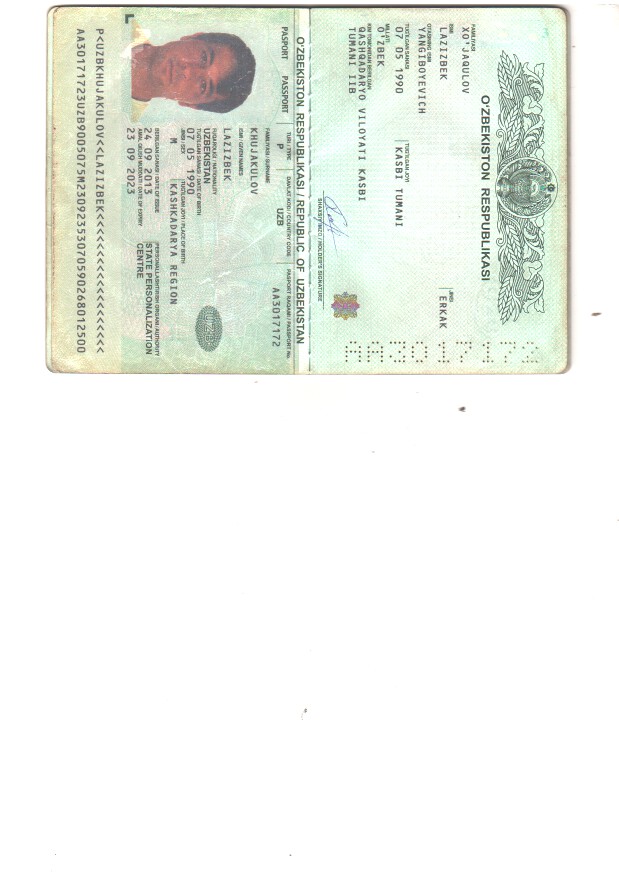 O'ZBEKISTON RESPUBLIKASI
FAMILIYASI
XO'JAQULOV
ISMI
LAZIZBEK
JINSI
ERKAK
OTASINING ISMI
YANGIBOYEVICH
TUG'ILGAN SANASI
07 05 1990
TUG'ILGAN JOYI
KASBI TUMANI
MILLATI
O'ZBEK
KIM TOMONIDAN BERILGAN
QASHQADARYO VILOYATI KASBI
TUMANI IIB
SHAXSIY IMZO / HOLDER'S SIGNATURE
AA3017172
O'ZBEKISTON RESPUBLIKASI / REPUBLIC OF UZBEKISTAN
PASPORT PASSPORT
TURI / TYPE
P
DAVLAT KODI / COUNTRY CODE
UZB
PASPORT RAQAMI / PASSPORT No.
AA3017172
FAMILIYASI / SURNAME
KHUJAKULOV
ISMI / GIVEN NAMES
LAZIZBEK
FUQAROLIGI / NATIONALITY
UZBEKISTAN
TUG'ILGAN SANASI / DATE OF BIRTH
07 05 1990
JINSI / SEX
M
TUG'ILGAN JOYI / PLACE OF BIRTH
KASHKADARYA REGION
UZB
BERILGAN SANASI / DATE OF ISSUE
24 09 2013
PERSONALLASHTIRISH ORGANI / AUTHORITY
STATE PERSONALIZATION
CENTRE
AMAL QILISH MUDDATI / DATE OF EXPIRY
23 09 2023
P<UZBKHUJAKULOV<<LAZIZBEK<<<<<<<<<<<<<<<<<<<
AA30171723UZB9005075M23092353070590268012500